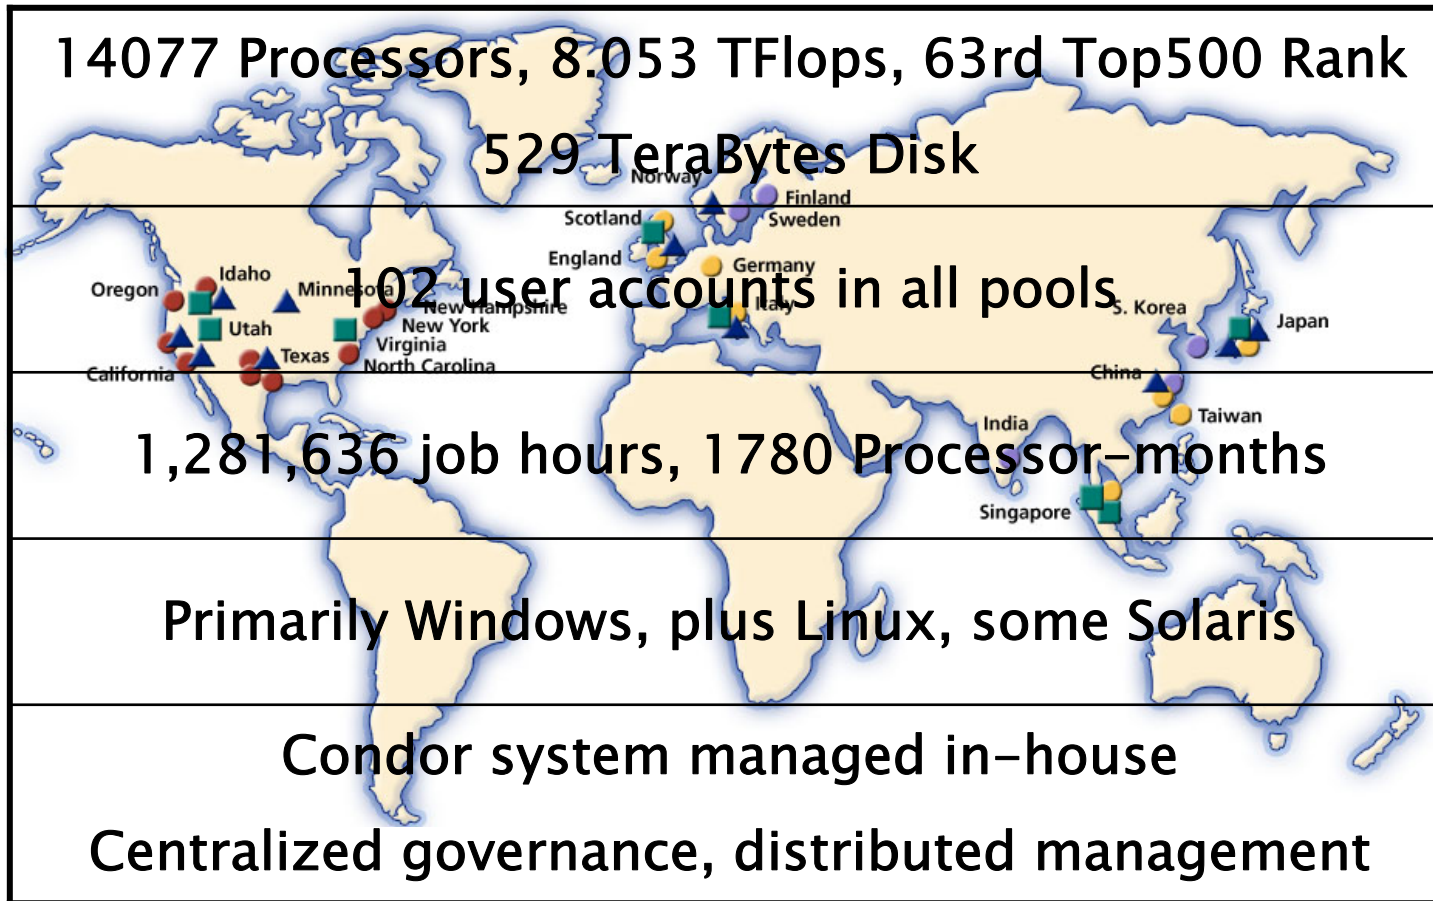 14077 Processors, 8.053 TFlops, 63rd Top500 Rank
529 TeraBytes Disk
Norway
Finland
Scotland
Sweden
England
Germany
Idaho
Oregon
Minnesota
102 user accounts in all pools
New Hampshire
Italy
S. Korea
Japan
Utah
New York
Virginia
Texas
North Carolina
California
China
Taiwan
India
1,281,636 job hours, 1780 Processor-months
Singapore
Primarily Windows, plus Linux, some Solaris
Condor system managed in-house
Centralized governance, distributed management